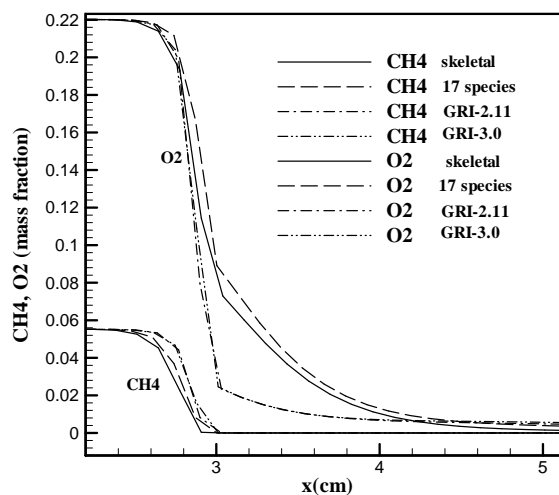 CH4, O2 (mass fraction)
0.22
0.2
0.18
0.16
0.14
0.12
0.1
0.08
0.06
0.04
0.02
0
CH4 skeletal
CH4 17 species
CH4 GRI-2.11
CH4 GRI-3.0
O2 skeletal
O2 17 species
O2 GRI-2.11
O2 GRI-3.0
O2
CH4
3 4 5
x(cm)